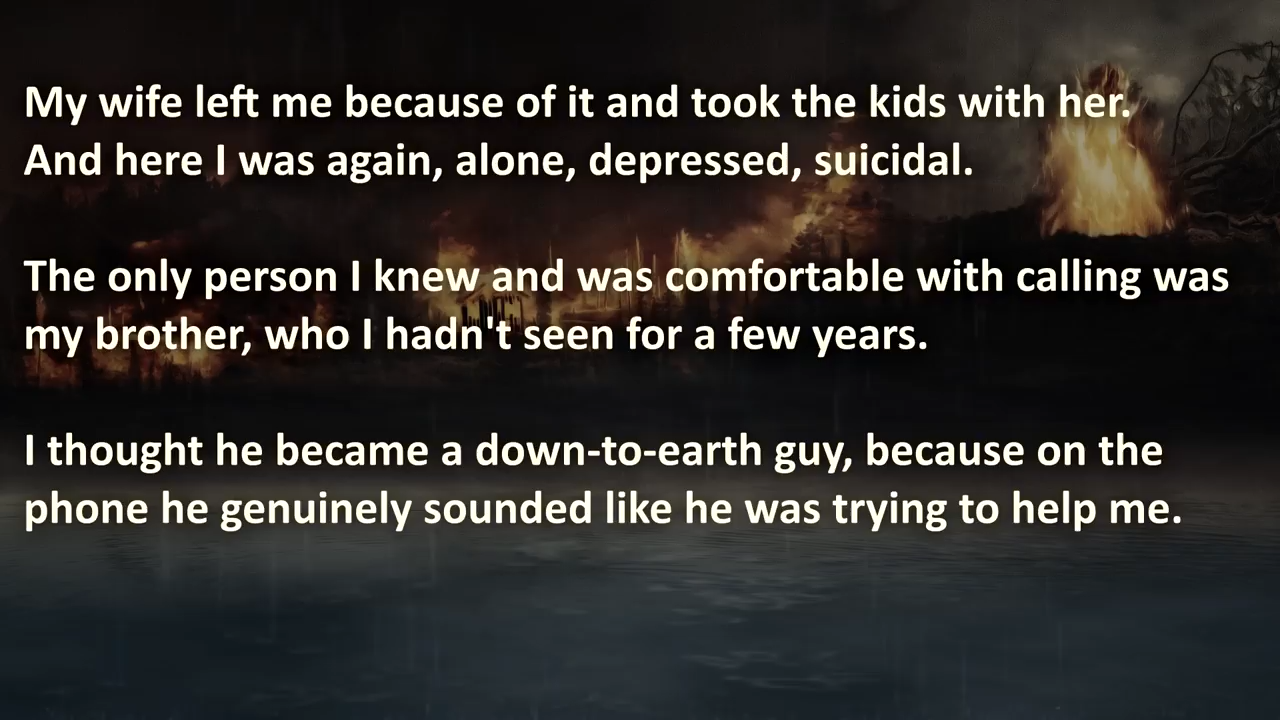 My wife left me because of it and took the kids with her.
And here I was again, alone, depressed, suicidal.
The only person I knew and was comfortable with calling was
my brother, who I hadn't seen for a few years.
I thought he became a down-to-earth guy, because on the
phone he genuinely sounded like he was trying to help me.